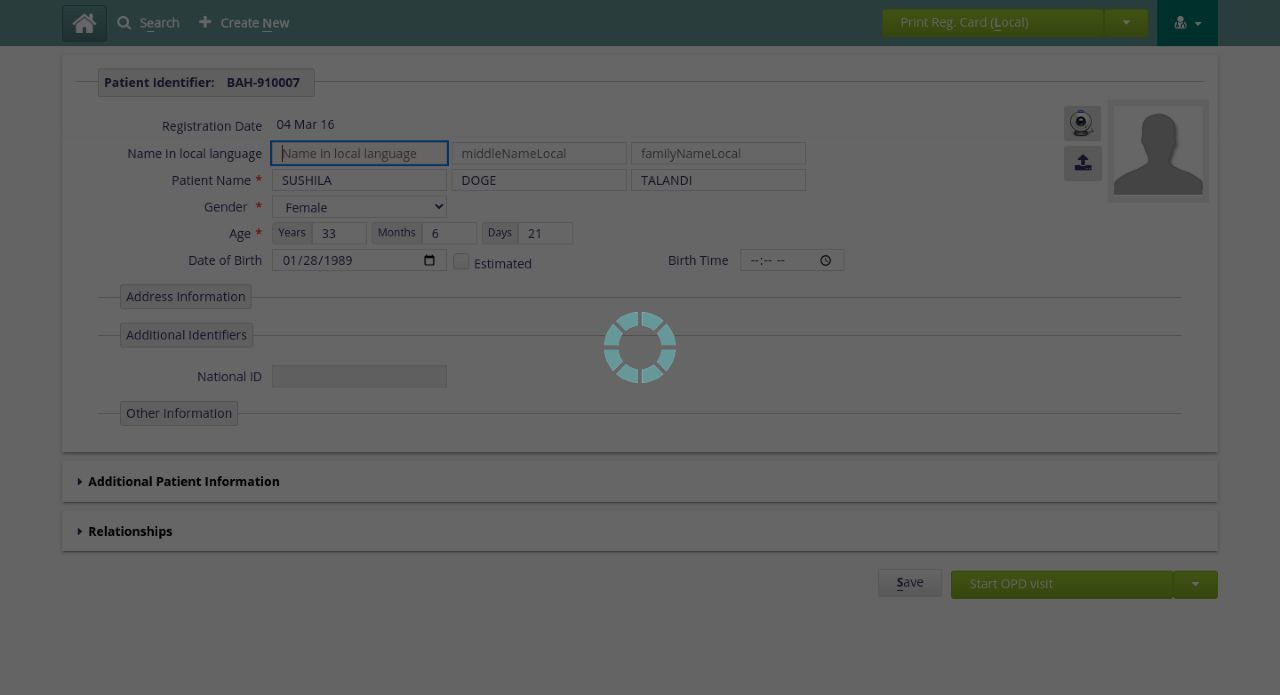 Search Create New Print Reg. Card (Local)
Patient Identifier: BAH-910007
Registration Date 04 Mar 16
Name in local language Name in local language middleNameLocal familyNameLocal
Patient Name * SUSHILA DOGE TALANDI
Gender * Female
Age * Years 33 Months 6 Days 21
Date of Birth 01/28/1989 Estimated Birth Time --:-- --
Address Information
Additional Identifiers
National ID
Other Information
Additional Patient Information
Relationships
Save Start OPD visit